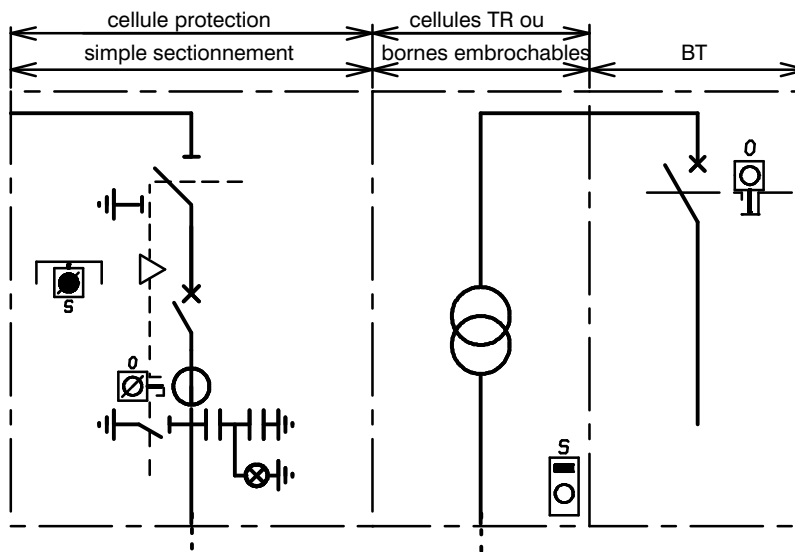 cellule protection
simple sectionnement
cellules TR ou
bornes embrochables
BT
O
S
O
S